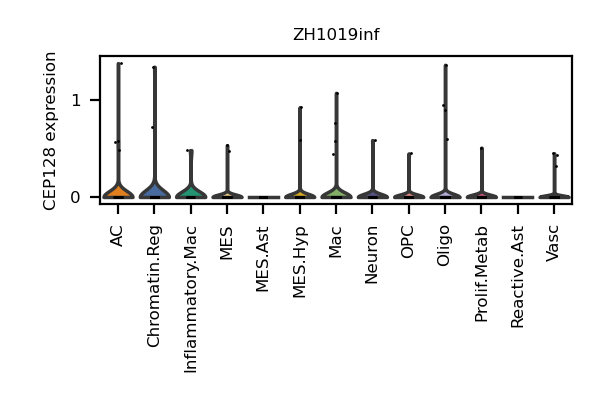 ZH1019inf
CEP128 expression
1
0
AC
Chromatin.Reg
Inflammatory.Mac
MES
MES.Ast
MES.Hyp
Mac
Neuron
OPC
Oligo
Prolif.Metab
Reactive.Ast
Vasc